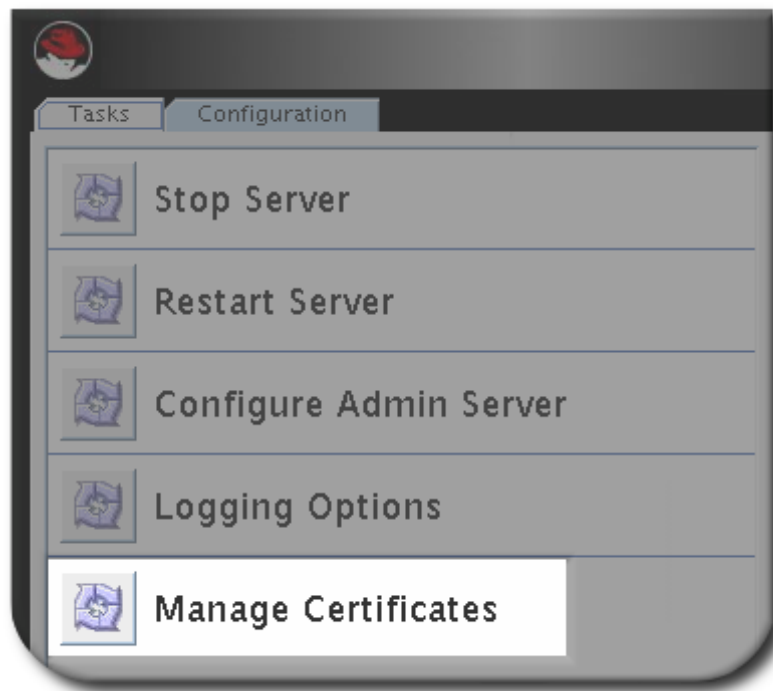 Tasks
Configuration
Stop Server
Restart Server
Configure Admin Server
Logging Options
Manage Certificates